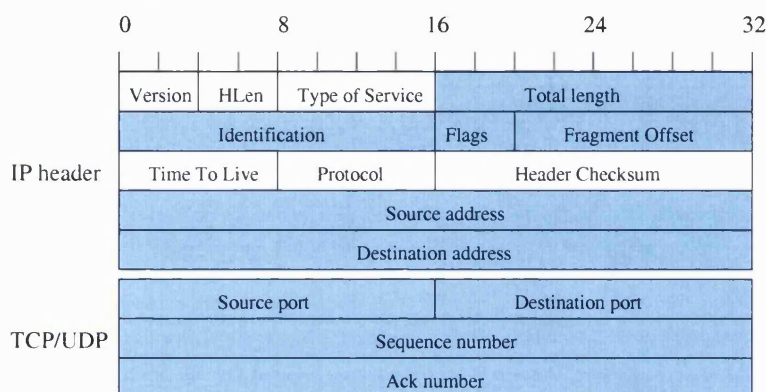 0 8 16 24 32
Version HLen Type of Service Total length
Identification Flags Fragment Offset
IP header Time To Live Protocol Header Checksum
Source address
Destination address
Source port Destination port
TCP/UDP Sequence number
Ack number